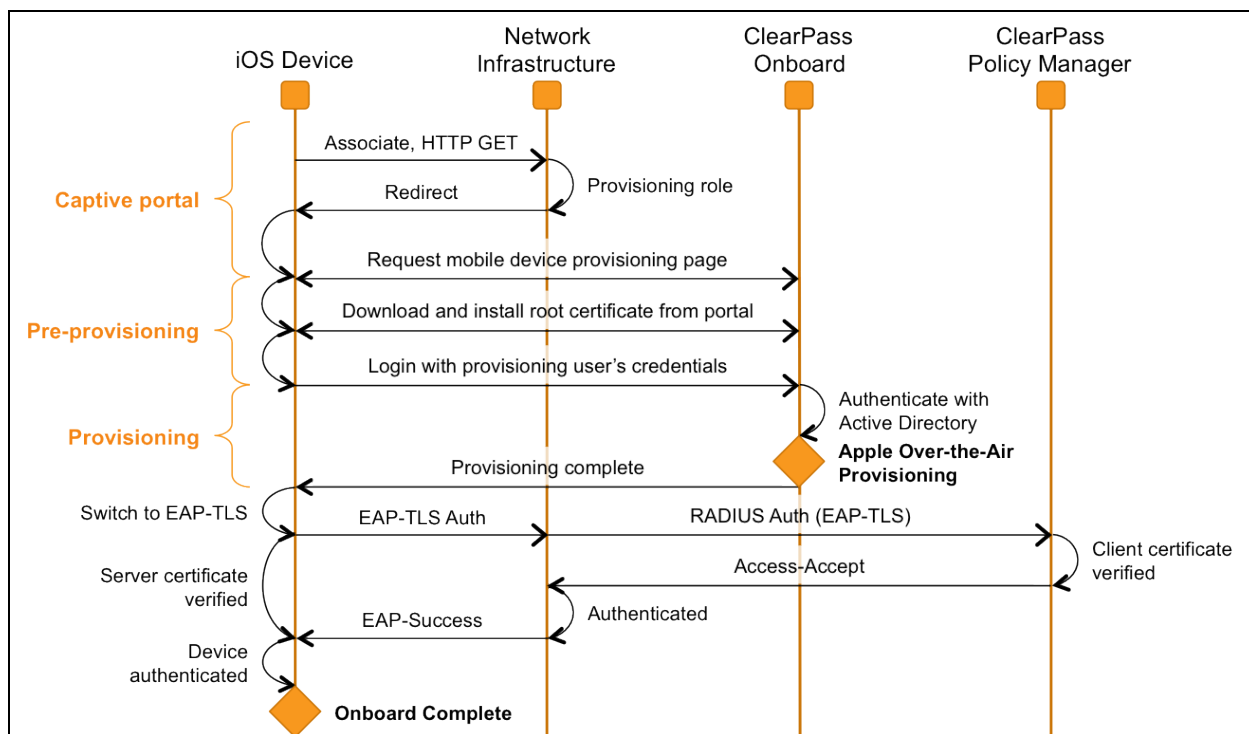 iOS Device
Network
Infrastructure
ClearPass
Onboard
ClearPass
Policy Manager
Captive portal
Associate, HTTP GET
Provisioning role
Redirect
Request mobile device provisioning page
Pre-provisioning
Download and install root certificate from portal
Login with provisioning user’s credentials
Provisioning
Authenticate with
Active Directory
Apple Over-the-Air
Provisioning
Provisioning complete
Switch to EAP-TLS
EAP-TLS Auth
RADIUS Auth (EAP-TLS)
Client certificate
verified
Server certificate
verified
Access-Accept
Authenticated
EAP-Success
Device
authenticated
Onboard Complete